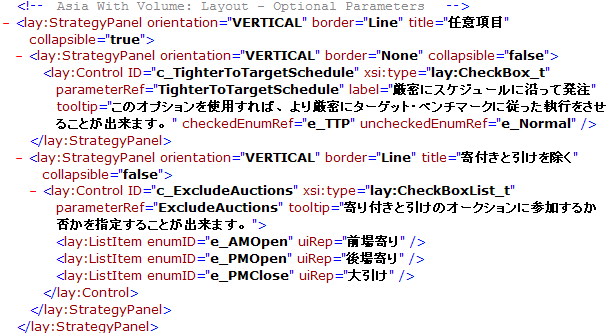 <!--  Asia With Volume: Layout - Optional Parameters   -->
- <lay:StrategyPanel orientation="VERTICAL" border="Line" title="任意項目"
collapsible="true">
- <lay:StrategyPanel orientation="VERTICAL" border="None" collapsible="false">
<lay:Control ID="c_TighterToTargetSchedule" xsi:type="lay:CheckBox_t"
parameterRef="TighterToTargetSchedule" label="厳密にスケジュールに沿って発注"
tooltip="このオプションを使用すれば、より厳密にターゲット・ベンチマークに従った執行をさせ
ることが出来ます。" checkedEnumRef="e_TTP" uncheckedEnumRef="e_Normal" />
</lay:StrategyPanel>
- <lay:StrategyPanel orientation="VERTICAL" border="Line" title="寄付きと引けを除く"
collapsible="false">
- <lay:Control ID="c_ExcludeAuctions" xsi:type="lay:CheckBoxList_t"
parameterRef="ExcludeAuctions" tooltip="寄り付きと引けのオークションに参加するか
否かを指定することが出来ます。">
<lay:ListItem enumID="e_AMOpen" uiRep="前場寄り" />
<lay:ListItem enumID="e_PMOpen" uiRep="後場寄り" />
<lay:ListItem enumID="e_PMClose" uiRep="大引け" />
</lay:Control>
</lay:StrategyPanel>
</lay:StrategyPanel>